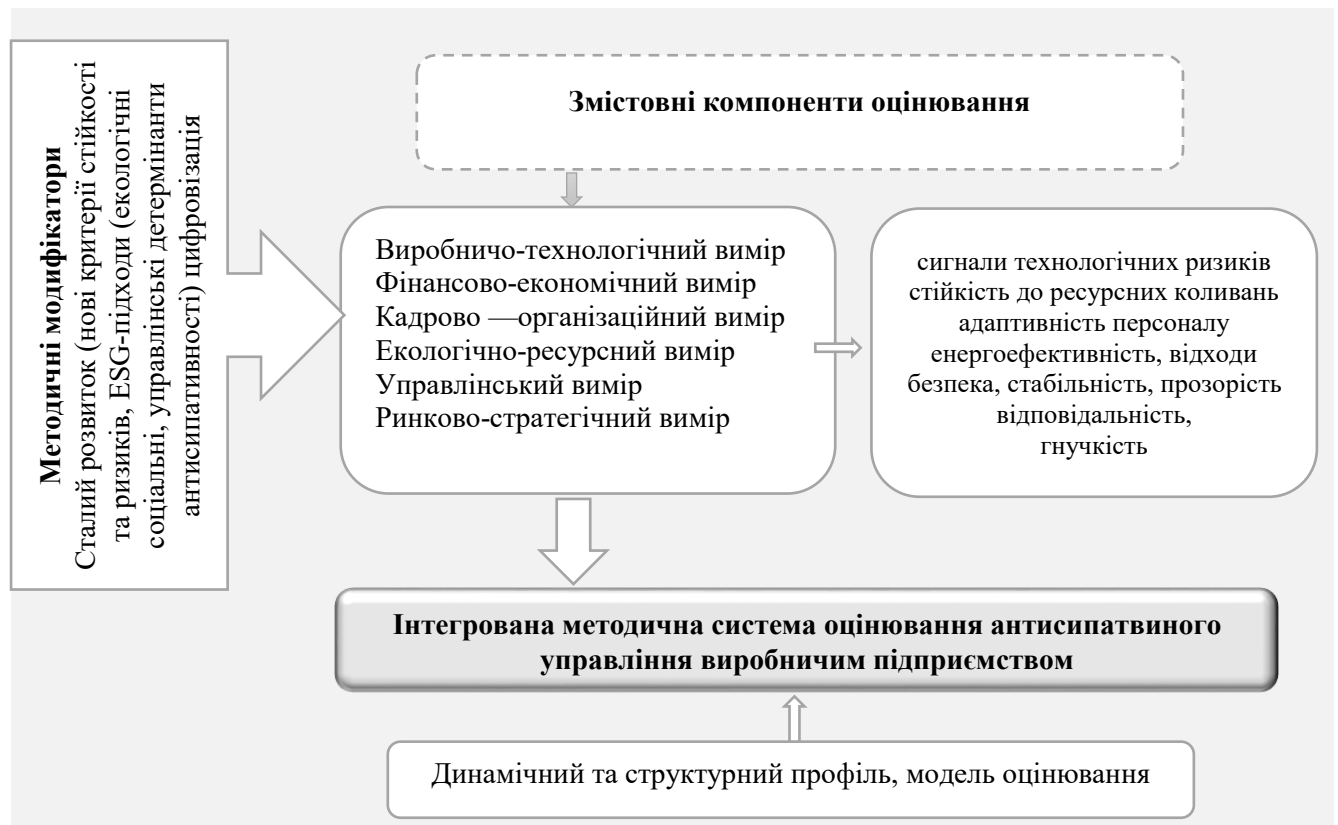 Методичні модифікатори
Сталий розвиток (нові критерії стійкості
та ризиків, ESG-підходи (екологічні
соціальні, управлінські детермінанти
антисипативності) цифровізація
Змістовні компоненти оцінювання
Виробничо-технологічний вимір
Фінансово-економічний вимір
Кадрово —організаційний вимір
Екологічно-ресурсний вимір
Управлінський вимір
Ринково-стратегічний вимір
сигнали технологічних ризиків
стійкість до ресурсних коливань
адаптивність персоналу
енергоефективність, відходи
безпека, стабільність, прозорість
відповідальність,
гнучкість
Інтегрована методична система оцінювання антисипатвиного
управління виробничим підприємством
Динамічний та структурний профіль, модель оцінювання